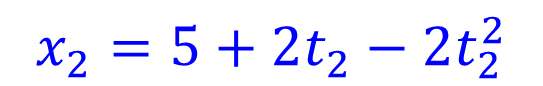 x₂ = 5 + 2t₂ − 2t₂²